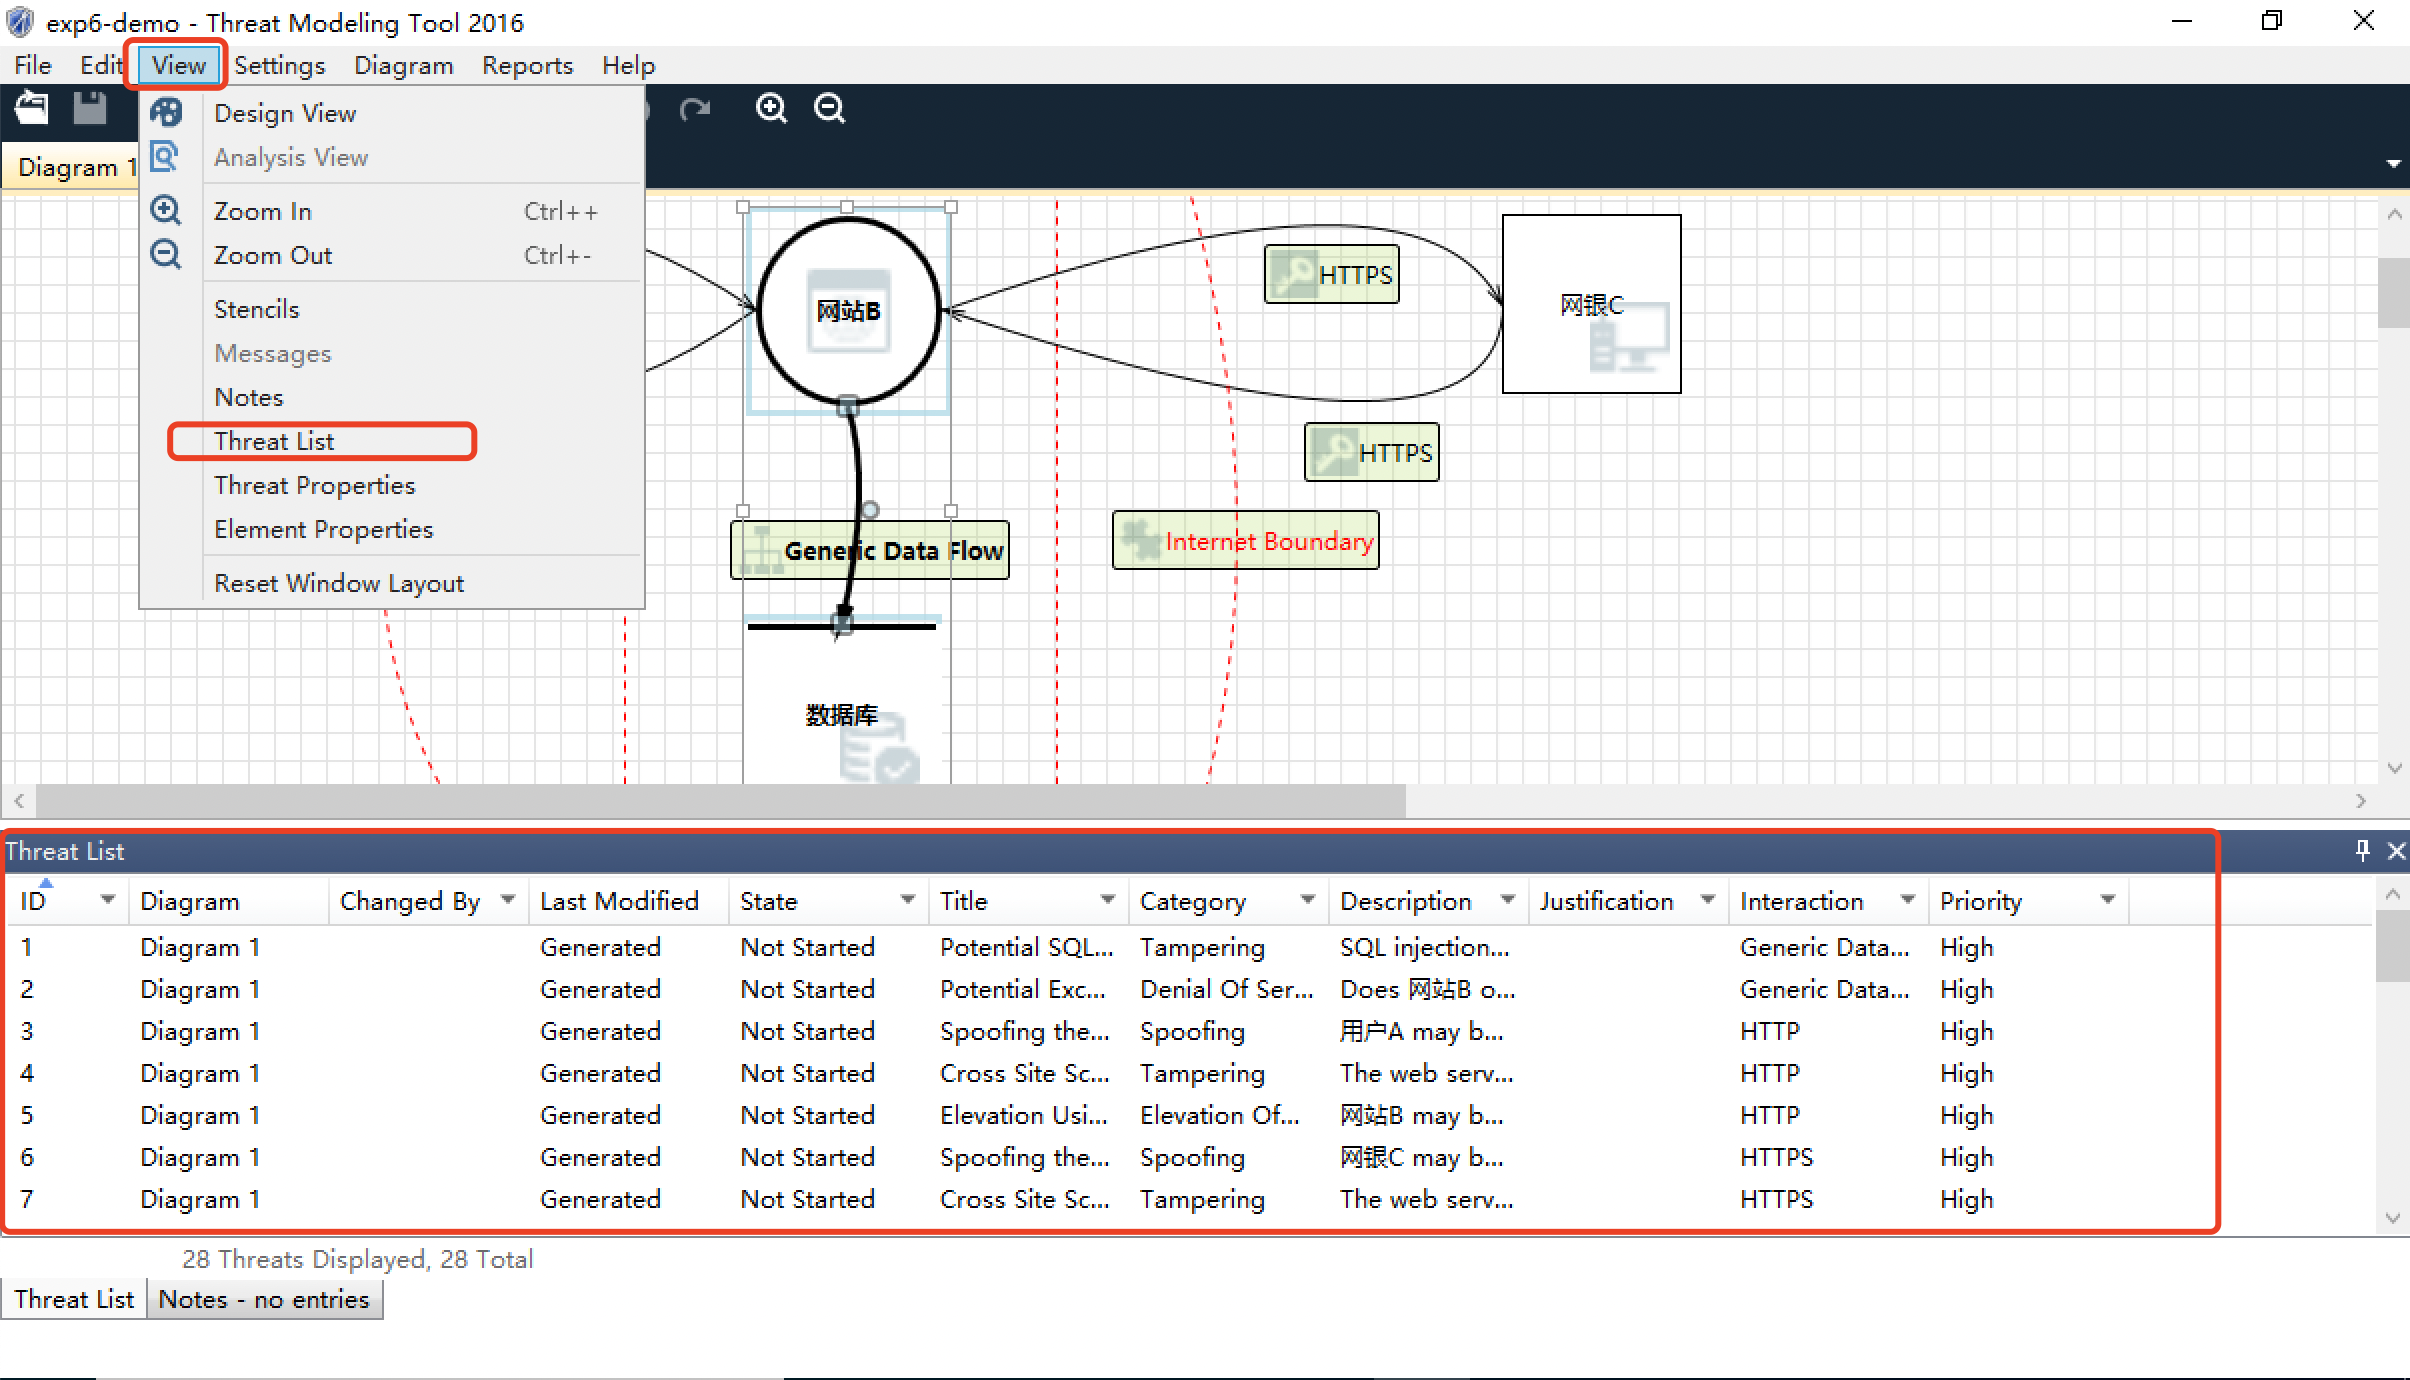 exp6-demo - Threat Modeling Tool 2016
File Edit View Settings Diagram Reports Help
Design View
Analysis View
Diagram 1
Zoom In Ctrl++
Zoom Out Ctrl+-
Stencils
Messages
Notes
Threat List
Threat Properties
Element Properties
Reset Window Layout
网站B
HTTPS
网银C
HTTPS
Generic Data Flow
Internet Boundary
数据库
Threat List
ID Diagram Changed By Last Modified State Title Category Description Justification Interaction Priority
1 Diagram 1 Generated Not Started Potential SQL... Tampering SQL injection... Generic Data... High
2 Diagram 1 Generated Not Started Potential Exc... Denial Of Ser... Does 网站B o... Generic Data... High
3 Diagram 1 Generated Not Started Spoofing the... Spoofing 用户A may b... HTTP High
4 Diagram 1 Generated Not Started Cross Site Sc... Tampering The web serv... HTTP High
5 Diagram 1 Generated Not Started Elevation Usi... Elevation Of... 网站B may b... HTTP High
6 Diagram 1 Generated Not Started Spoofing the... Spoofing 网银C may b... HTTPS High
7 Diagram 1 Generated Not Started Cross Site Sc... Tampering The web serv... HTTPS High
28 Threats Displayed, 28 Total
Threat List Notes - no entries